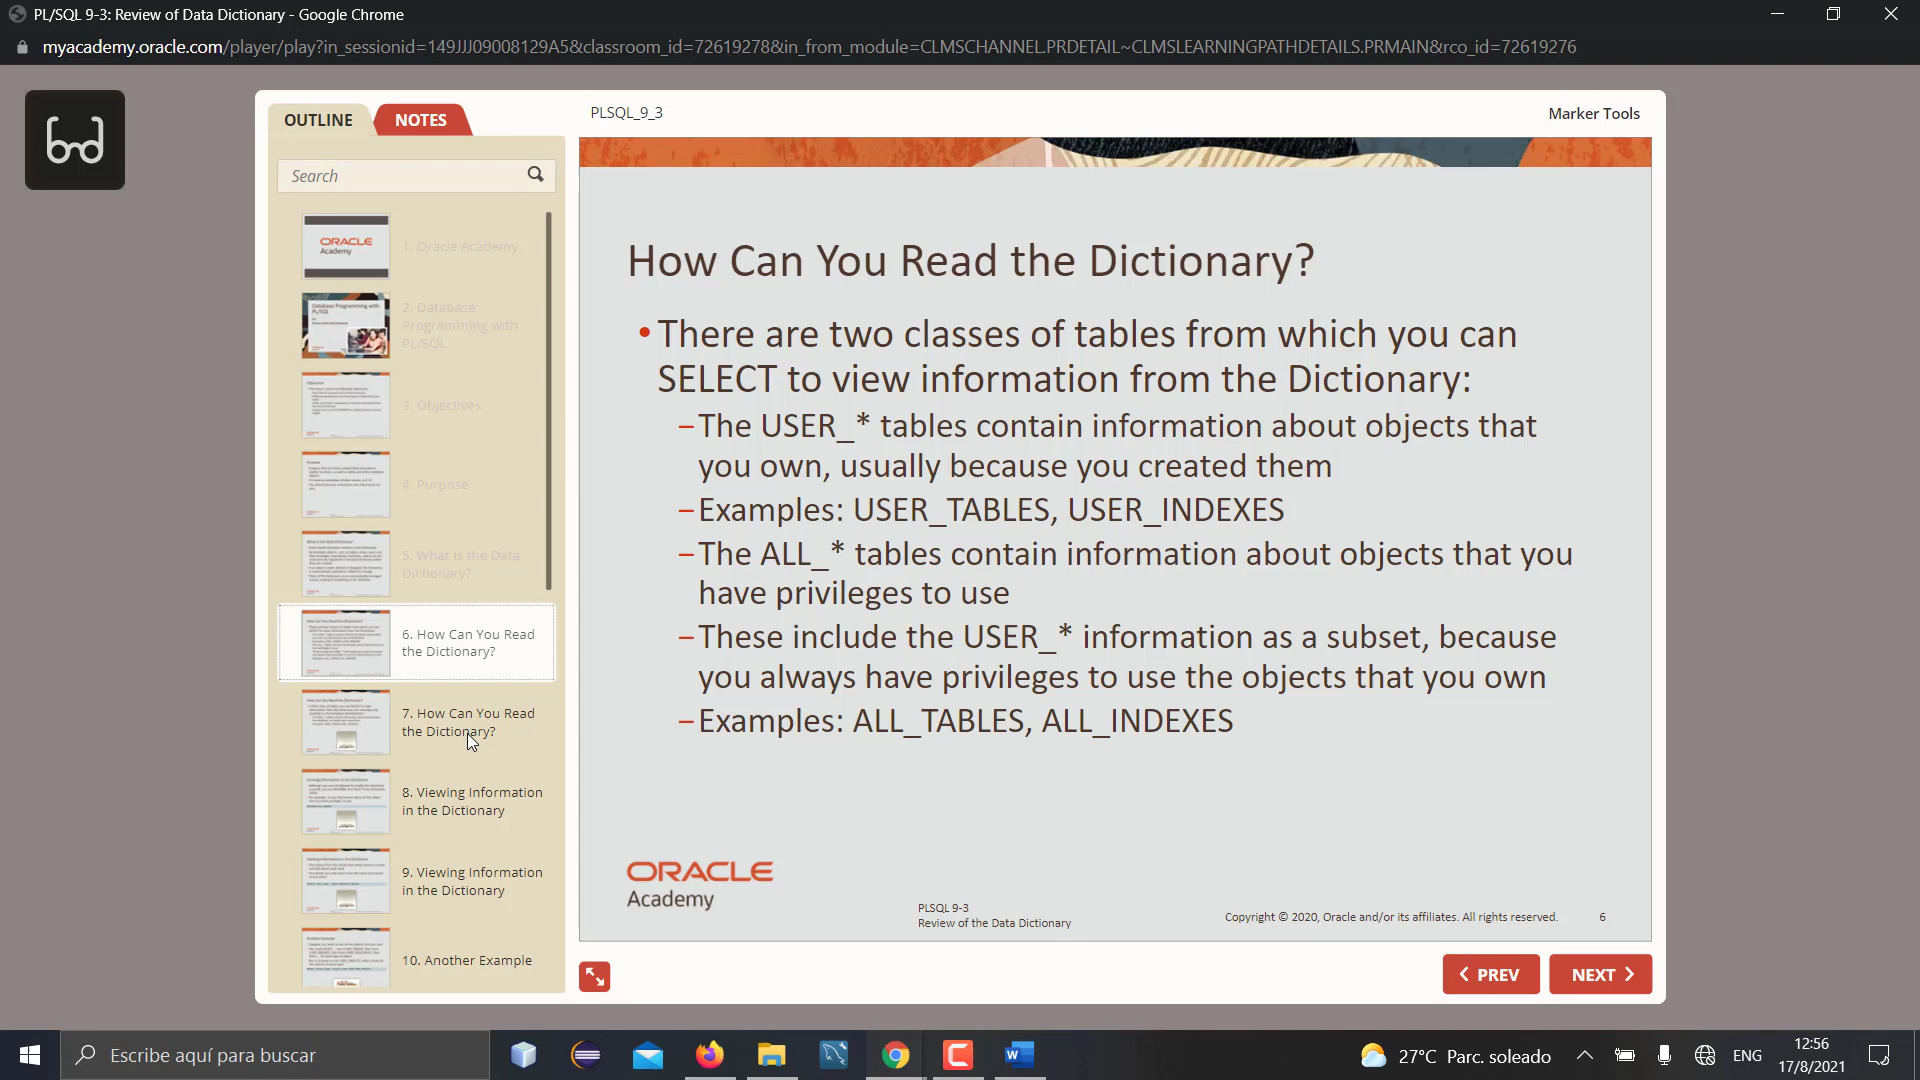 PL/SQL 9-3: Review of Data Dictionary - Google Chrome
myacademy.oracle.com/player/play?in_sessionid=149JJJ09008129A5&classroom_id=72619278&in_from_module=CLMSCHANNEL.PRDETAIL~CLMSLEARNINGPATHDETAILS.PRMAIN&rco_id=72619276
OUTLINE
NOTES
PLSQL_9_3
Marker Tools
Search
ORACLE
Academy
1. Oracle Academy
Database Programming with
PL/SQL
2. Database
Programming with
PL/SQL
3. Objectives
4. Purpose
5. What Is the Data
Dictionary?
6. How Can You Read
the Dictionary?
7. How Can You Read
the Dictionary?
8. Viewing Information
in the Dictionary
9. Viewing Information
in the Dictionary
10. Another Example
How Can You Read the Dictionary?
•There are two classes of tables from which you can
SELECT to view information from the Dictionary:
–The USER_* tables contain information about objects that
you own, usually because you created them
–Examples: USER_TABLES, USER_INDEXES
–The ALL_* tables contain information about objects that you
have privileges to use
–These include the USER_* information as a subset, because
you always have privileges to use the objects that you own
–Examples: ALL_TABLES, ALL_INDEXES
ORACLE
Academy
PLSQL 9-3
Review of the Data Dictionary
Copyright © 2020, Oracle and/or its affiliates. All rights reserved.
6
PREV
NEXT
Escribe aquí para buscar
27°C Parc. soleado
ENG
12:56
17/8/2021